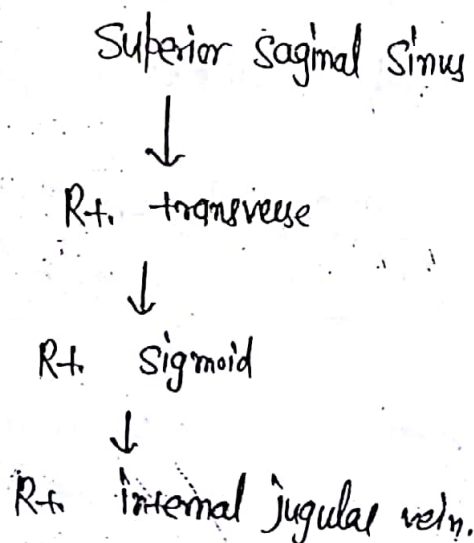 Superior Saginal Sinus
↓
Rt. transverse
↓
Rt. Sigmoid
↓
Rt. internal jugular vein.